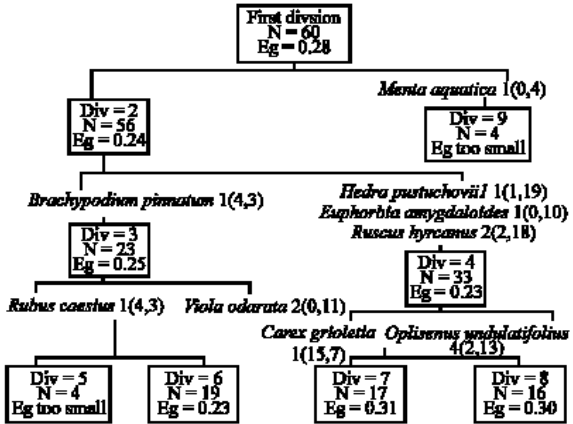 First divsion
N = 60
Eg = 0.28
Menta aquatica 1(0,4)
Div = 2
N = 56
Eg = 0.24
Div = 9
N = 4
Eg too small
Brachypodium pinnatum 1(4,3)
Hedra pustuchovii1 1(1,19)
Euphorbia amygdaloides 1(0,10)
Ruscus hyrcanus 2(2,18)
Div = 3
N = 23
Eg = 0.25
Div = 4
N = 33
Eg = 0.23
Rubus caesius 1(4,3)
Viola odarata 2(0,11)
Carex grioletia
1(15,7)
Oplisenus undulatifolius
4(2,13)
Div = 5
N = 4
Eg too small
Div = 6
N = 19
Eg = 0.23
Div = 7
N = 17
Eg = 0.31
Div = 8
N = 16
Eg = 0.30